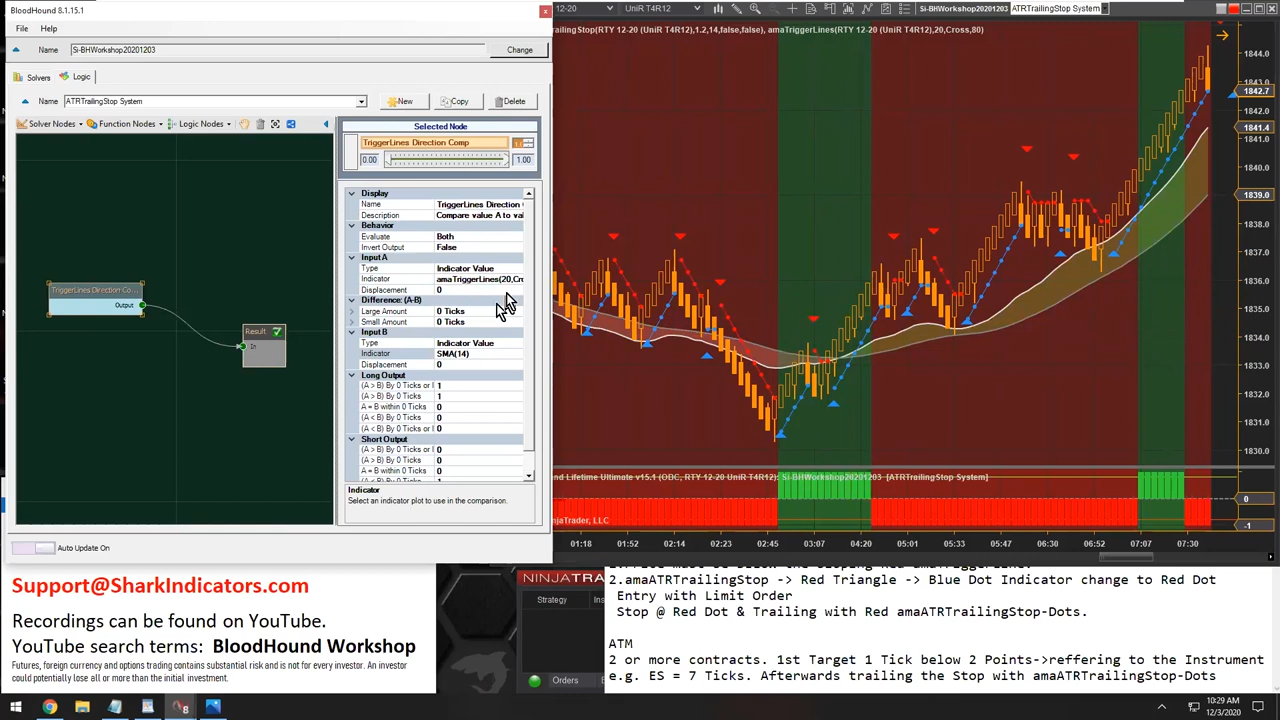 BloodHound 8.1.15.1
File Help
Name Si-BHWorkshop20201203 Change
Solvers Logic
Name ATRTrailingStop System New Copy Delete
Solver Nodes Function Nodes Logic Nodes
Selected Node
TriggerLines Direction Comp
0.00 1.00
Display
Name TriggerLines Direction
Description Compare value A to val
Behavior
Evaluate Both
Invert Output False
Input A
Type Indicator Value
Indicator amaTriggerLines(20,Cro
Displacement 0
Difference: (A-B)
Large Amount 0 Ticks
Small Amount 0 Ticks
Input B
Type Indicator Value
Indicator SMA(14)
Displacement 0
Long Output
(A > B) By 0 Ticks or 1
(A > B) By 0 Ticks 1
A = B within 0 Ticks 0
(A < B) By 0 Ticks 0
(A < B) By 0 Ticks 0
Short Output
(A > B) By 0 Ticks 0
(A > B) By 0 Ticks 0
A = B within 0 Ticks 0
Indicator
Select an indicator plot to use in the comparison.
TriggerLines Direction Co...
Output
Result
In
Auto Update On
12-20 UniR T4R12 Si-BHWorkshop20201203 ATRTrailingStop System
TrailingStop(RTY 12-20 (UniR T4R12),1.2,14,false,false), amaTriggerLines(RTY 12-20 (UniR T4R12),20,Cross,80)
1844.0
1843.0
1842.7
1842.0
1841.4
1840.0
1839.0
1838.0
1837.0
1836.0
1835.0
1834.0
1833.0
1832.0
1831.0
1830.0
nd Lifetime Ultimate v15.1 (OBC, RTY 12-20 UniR T4R12): Si-BHWorkshop20201203 [ATRTrailingStop System]
0
njaTrader, LLC
-1
01:18 01:52 02:14 02:23 02:45 03:07 04:20 05:01 05:33 06:00 06:30 06:52 07:07 07:30
Support@SharkIndicators.com
Recordings can be found on YouTube.
YouTube search terms: BloodHound Workshop
Futures, foreign currency and options trading contains substantial risk and is not for every investor. An investor
could potentially lose all or more than the initial investment.
NINJATRA
Strategy Ins
Orders
2.amaATRTrailingStop -> Red Triangle -> Blue Dot Indicator change to Red Dot
Entry with Limit Order
Stop @ Red Dot & Trailing with Red amaATRTrailingStop-Dots.
ATM
2 or more contracts. 1st Target 1 Tick below 2 Points->reffering to the Instrument
e.g. ES = 7 Ticks. Afterwards trailing the Stop with amaATRTrailingStop-Dots
10:29 AM
12/3/2020